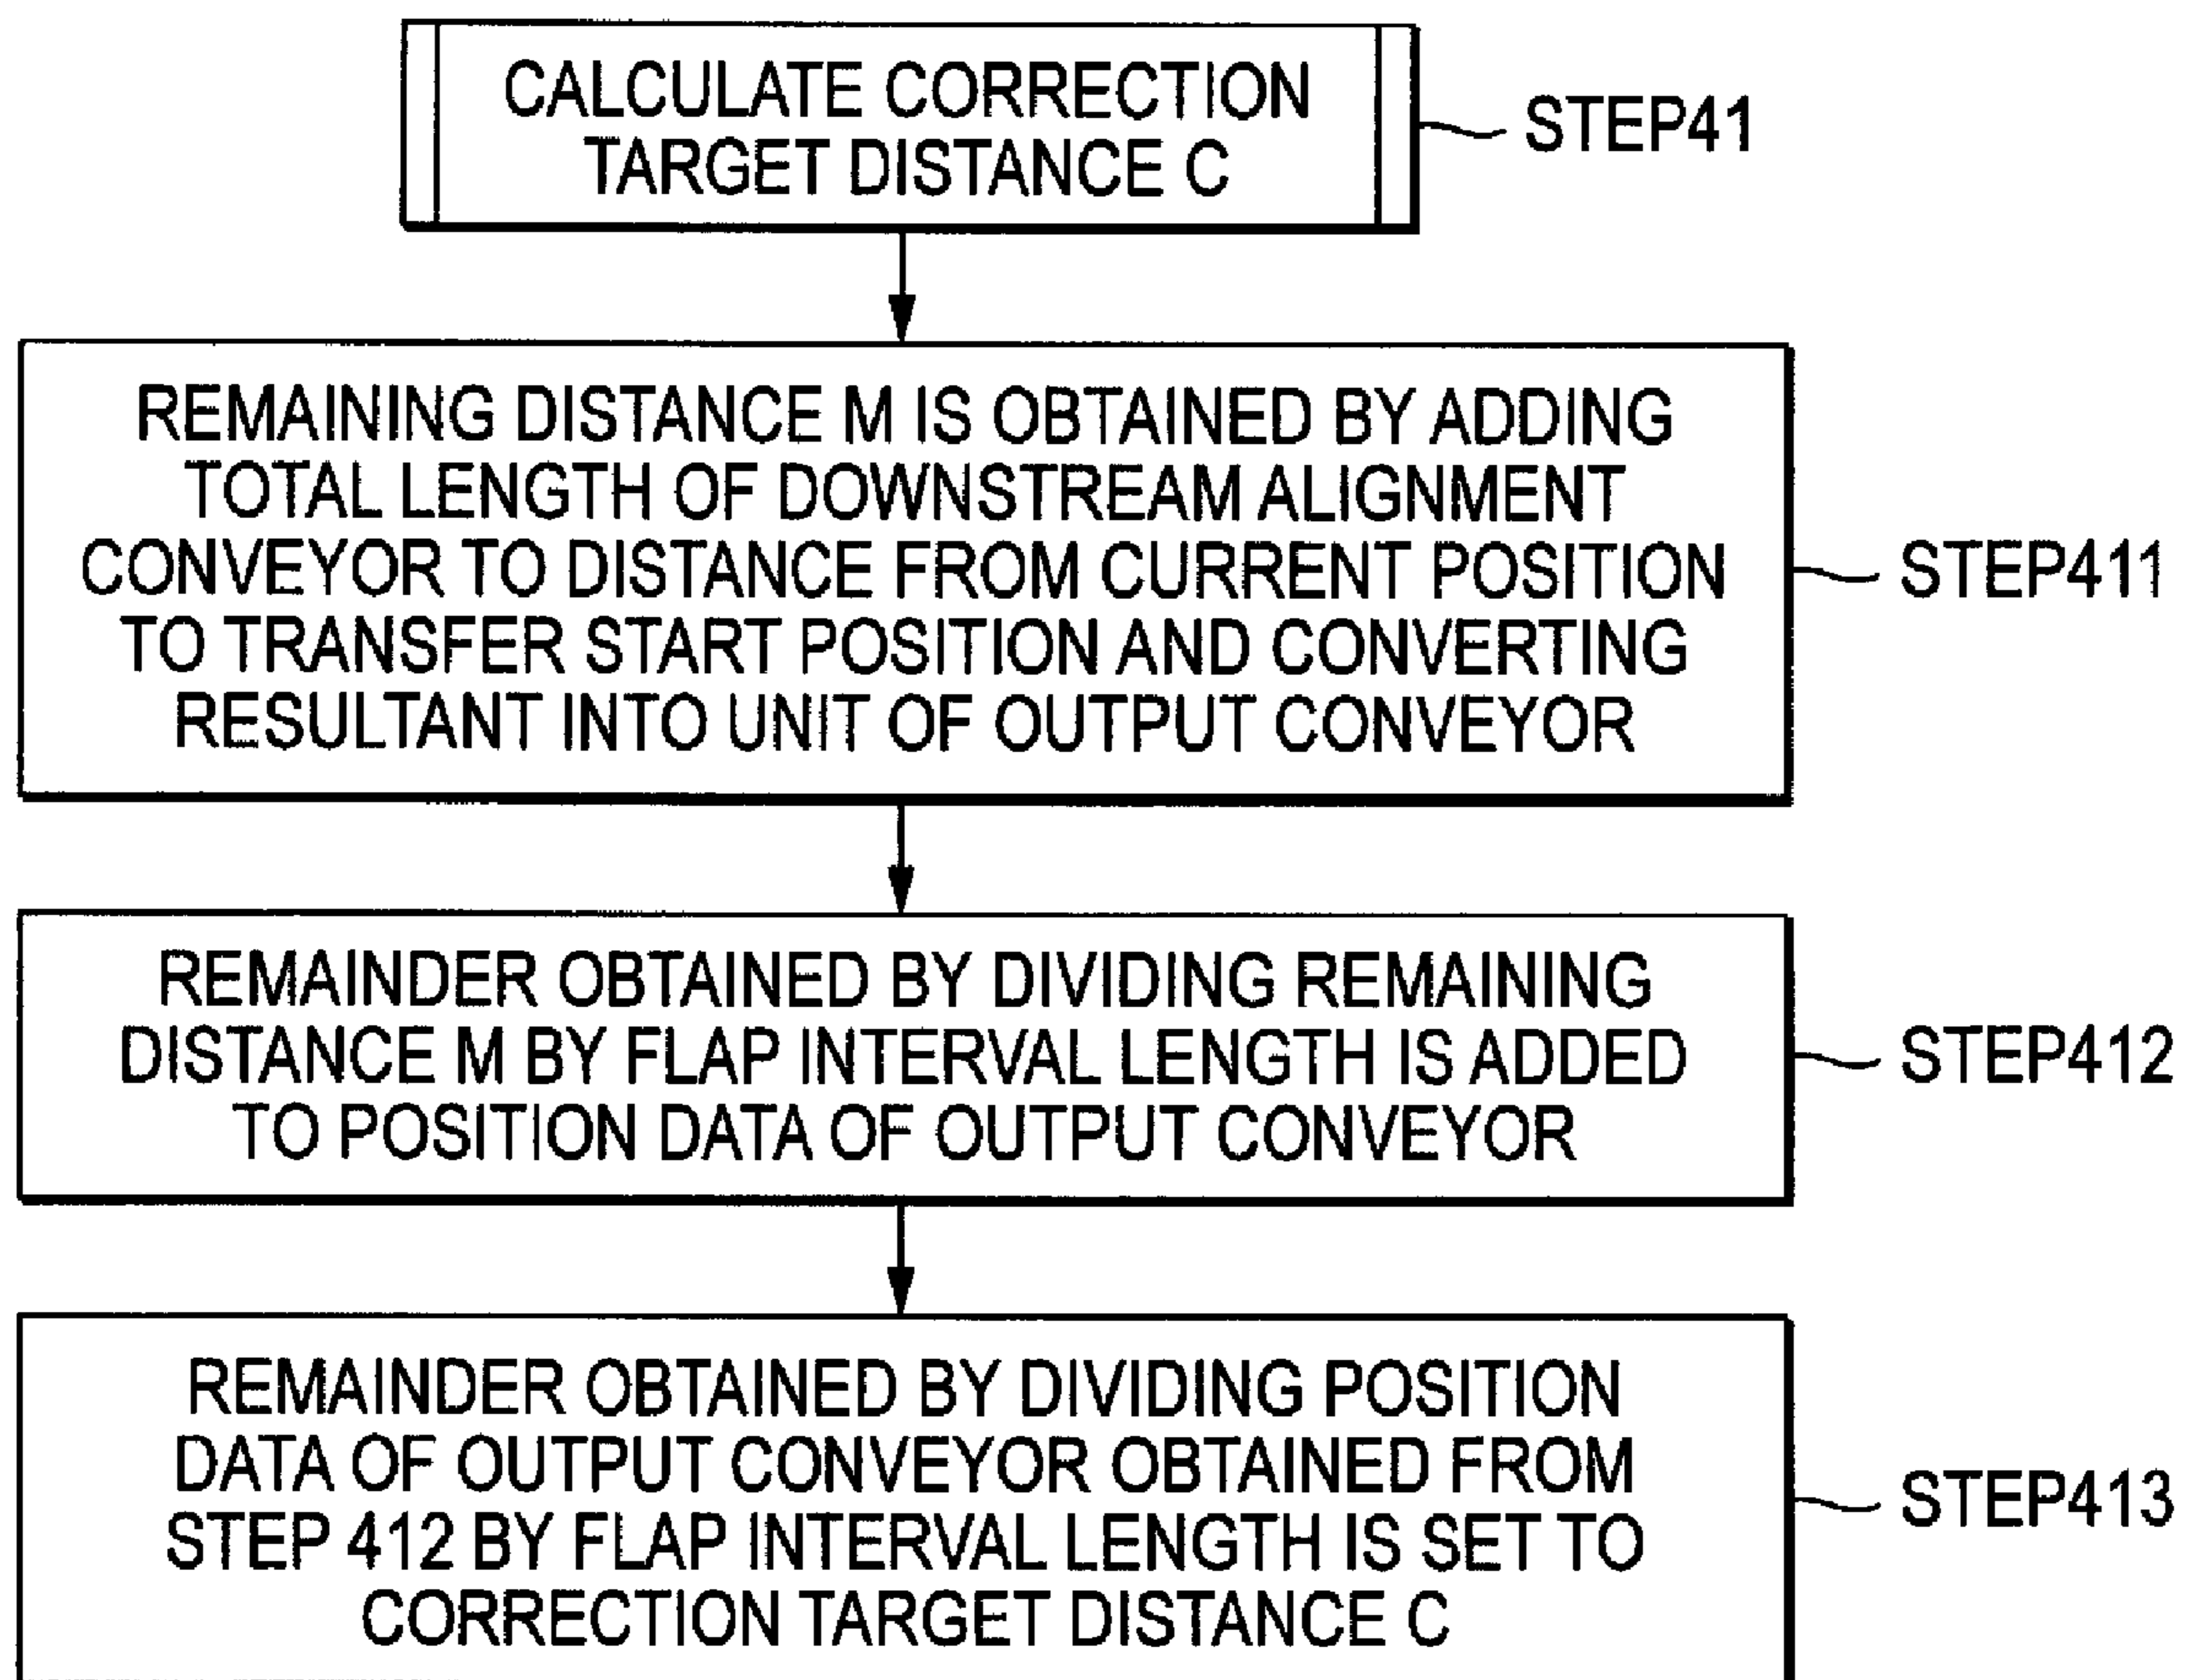 CALCULATE CORRECTION
TARGET DISTANCE C
STEP41
REMAINING DISTANCE M IS OBTAINED BY ADDING
TOTAL LENGTH OF DOWNSTREAM ALIGNMENT
CONVEYOR TO DISTANCE FROM CURRENT POSITION
TO TRANSFER START POSITION AND CONVERTING
RESULTANT INTO UNIT OF OUTPUT CONVEYOR
STEP411
REMAINDER OBTAINED BY DIVIDING REMAINING
DISTANCE M BY FLAP INTERVAL LENGTH IS ADDED
TO POSITION DATA OF OUTPUT CONVEYOR
STEP412
REMAINDER OBTAINED BY DIVIDING POSITION
DATA OF OUTPUT CONVEYOR OBTAINED FROM
STEP 412 BY FLAP INTERVAL LENGTH IS SET TO
CORRECTION TARGET DISTANCE C
STEP413